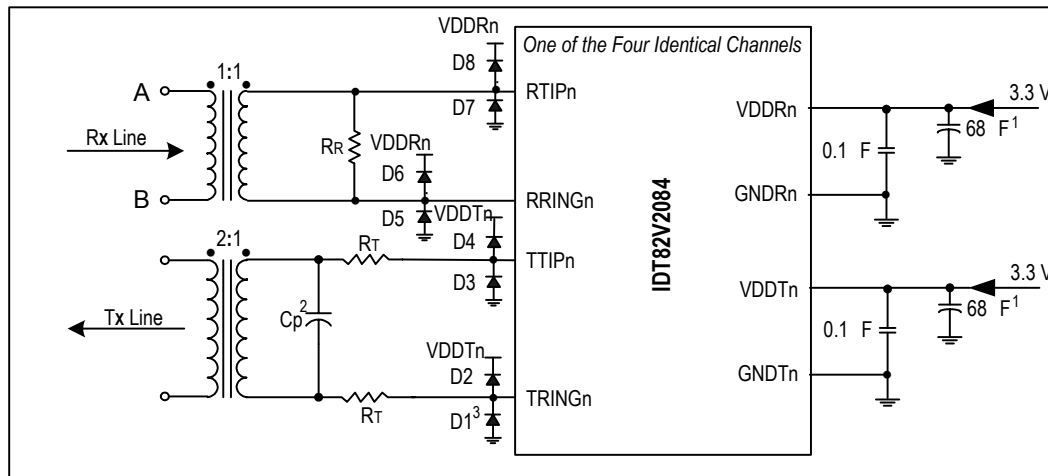 One of the Four Identical Channels
VDDRn
D8
1:1
A
RTIPn
D7
Rx Line
RR
VDDRn
D6
B
RRINGn
D5
VDDTn
2:1
D4
RT
TTIPn
D3
Cp2
Tx Line
VDDTn
D2
TRINGn
RT
D13
IDT82V2084
VDDRn
3.3 V
68 F1
0.1 F
GNDRn
VDDTn
3.3 V
68 F1
0.1 F
GNDTn